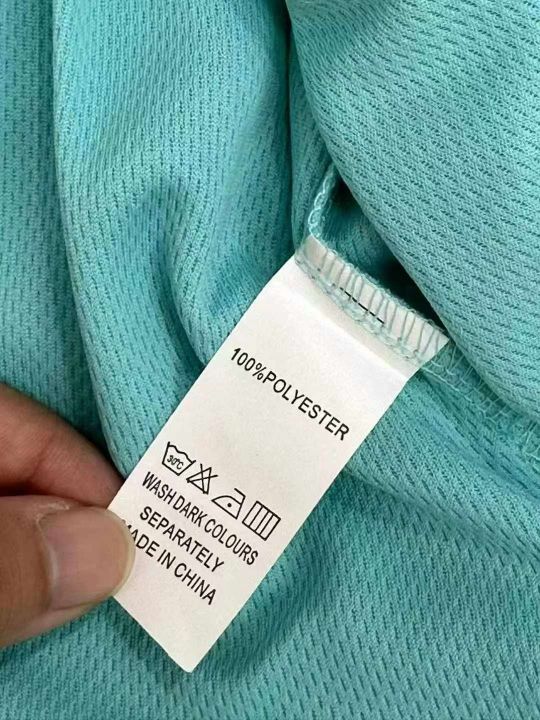 100%POLYESTER
30°C
WASH DARK COLOURS
SEPARATELY
MADE IN CHINA